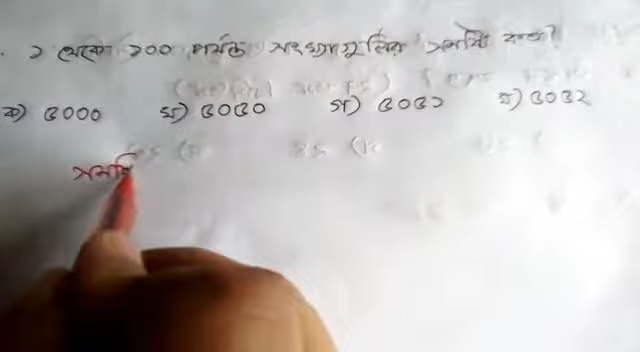 ১ থেকে ১০০ পর্যন্ত সংখ্যাগুলির সমষ্টি কত?
ক) ৫০০০ খ) ৫০৫০ গ) ৫০৫১ ঘ) ৫০৫২
সমষ্টি